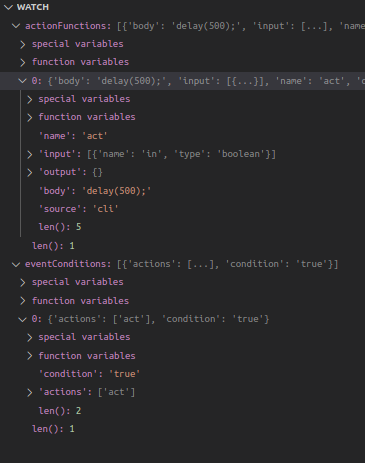 WATCH
actionFunctions: [{'body': 'delay(500);', 'input': [...], 'name
special variables
function variables
0: {'body': 'delay(500);', 'input': [{...}], 'name': 'act', 'o
special variables
function variables
'name': 'act'
'input': [{'name': 'in', 'type': 'boolean'}]
'output': {}
'body': 'delay(500);'
'source': 'cli'
len(): 5
len(): 1
eventConditions: [{'actions': [...], 'condition': 'true'}]
special variables
function variables
0: {'actions': ['act'], 'condition': 'true'}
special variables
function variables
'condition': 'true'
'actions': ['act']
len(): 2
len(): 1